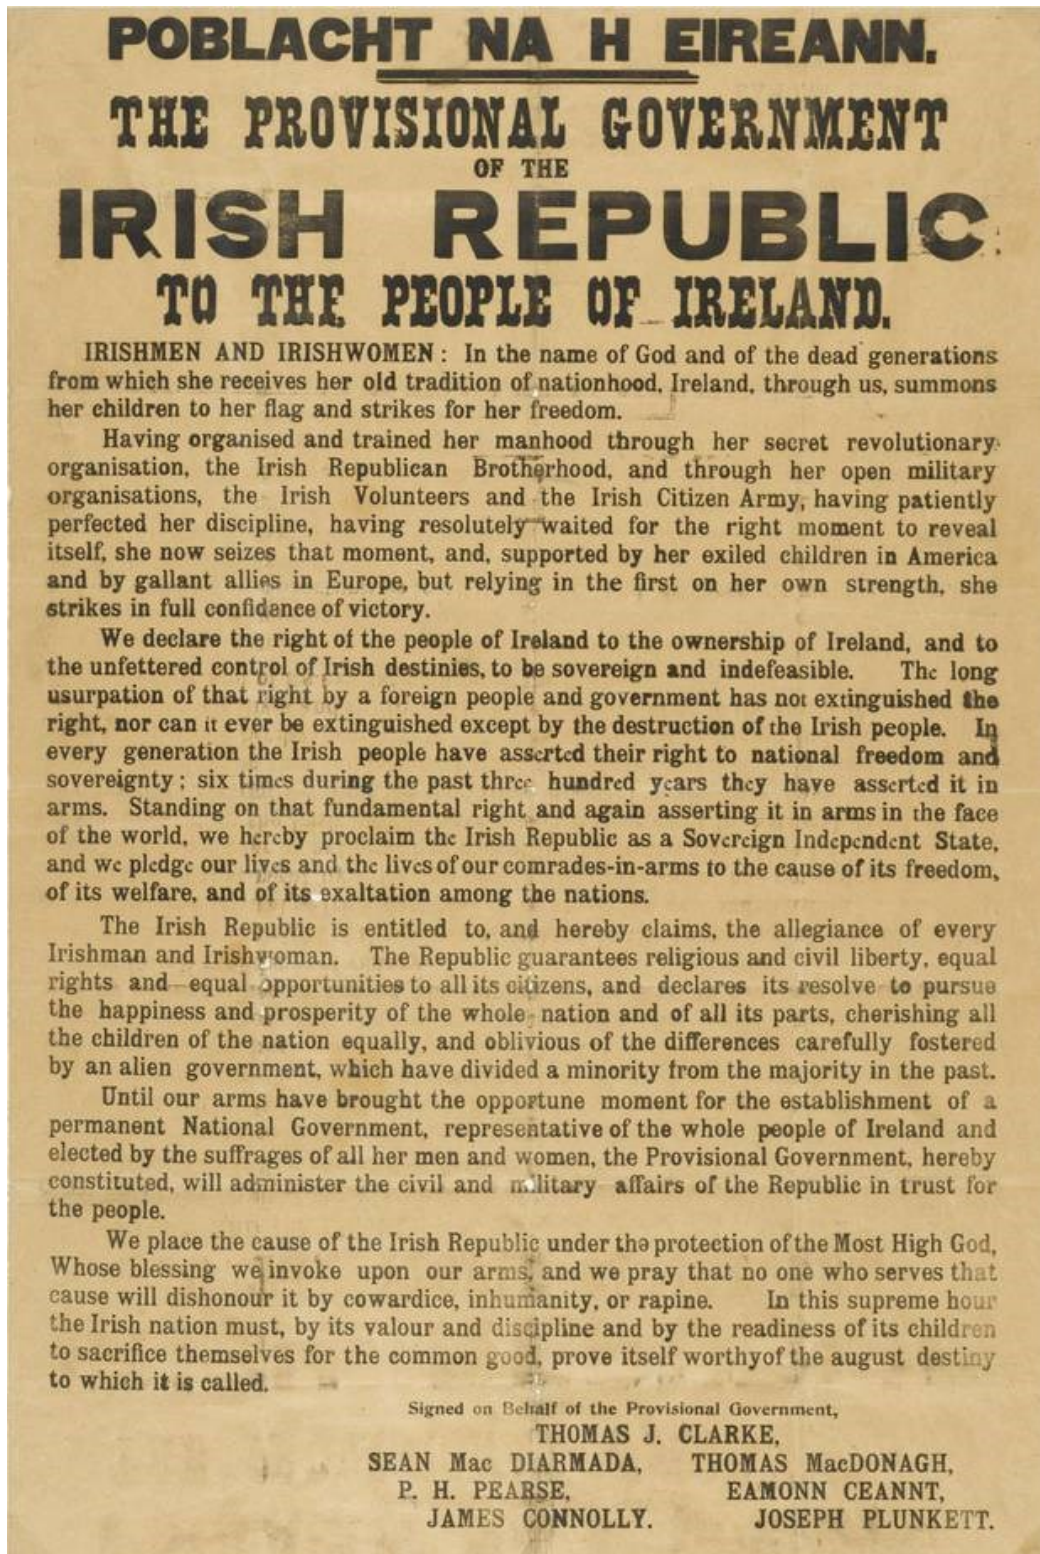 POBLACHT NA H EIREANN.
THE PROVISIONAL GOVERNMENT
OF THE
IRISH REPUBLIC
TO THE PEOPLE OF IRELAND.
IRISHMEN AND IRISHWOMEN : In the name of God and of the dead generations
from which she receives her old tradition of nationhood, Ireland, through us, summons
her children to her flag and strikes for her freedom.
Having organised and trained her manhood through her secret revolutionary
organisation, the Irish Republican Brotherhood, and through her open military
organisations, the Irish Volunteers and the Irish Citizen Army, having patiently
perfected her discipline, having resolutely waited for the right moment to reveal
itself, she now seizes that moment, and, supported by her exiled children in America
and by gallant allies in Europe, but relying in the first on her own strength, she
strikes in full confidence of victory.
We declare the right of the people of Ireland to the ownership of Ireland, and to
the unfettered control of Irish destinies, to be sovereign and indefeasible. The long
usurpation of that right by a foreign people and government has not extinguished the
right, nor can it ever be extinguished except by the destruction of the Irish people. In
every generation the Irish people have asserted their right to national freedom and
sovereignty ; six times during the past three hundred years they have asserted it in
arms. Standing on that fundamental right and again asserting it in arms in the face
of the world, we hereby proclaim the Irish Republic as a Sovereign Independent State,
and we pledge our lives and the lives of our comrades-in-arms to the cause of its freedom,
of its welfare, and of its exaltation among the nations.
The Irish Republic is entitled to, and hereby claims, the allegiance of every
Irishman and Irishwoman. The Republic guarantees religious and civil liberty, equal
rights and equal opportunities to all its citizens, and declares its resolve to pursue
the happiness and prosperity of the whole nation and of all its parts, cherishing all
the children of the nation equally, and oblivious of the differences carefully fostered
by an alien government, which have divided a minority from the majority in the past.
Until our arms have brought the opportune moment for the establishment of a
permanent National Government, representative of the whole people of Ireland and
elected by the suffrages of all her men and women, the Provisional Government, hereby
constituted, will administer the civil and military affairs of the Republic in trust for
the people.
We place the cause of the Irish Republic under the protection of the Most High God,
Whose blessing we invoke upon our arms, and we pray that no one who serves that
cause will dishonour it by cowardice, inhumanity, or rapine. In this supreme hour
the Irish nation must, by its valour and discipline and by the readiness of its children
to sacrifice themselves for the common good, prove itself worthy of the august destiny
to which it is called.
Signed on Behalf of the Provisional Government,
THOMAS J. CLARKE,
SEAN Mac DIARMADA, THOMAS MacDONAGH,
P. H. PEARSE, EAMONN CEANNT,
JAMES CONNOLLY. JOSEPH PLUNKETT.